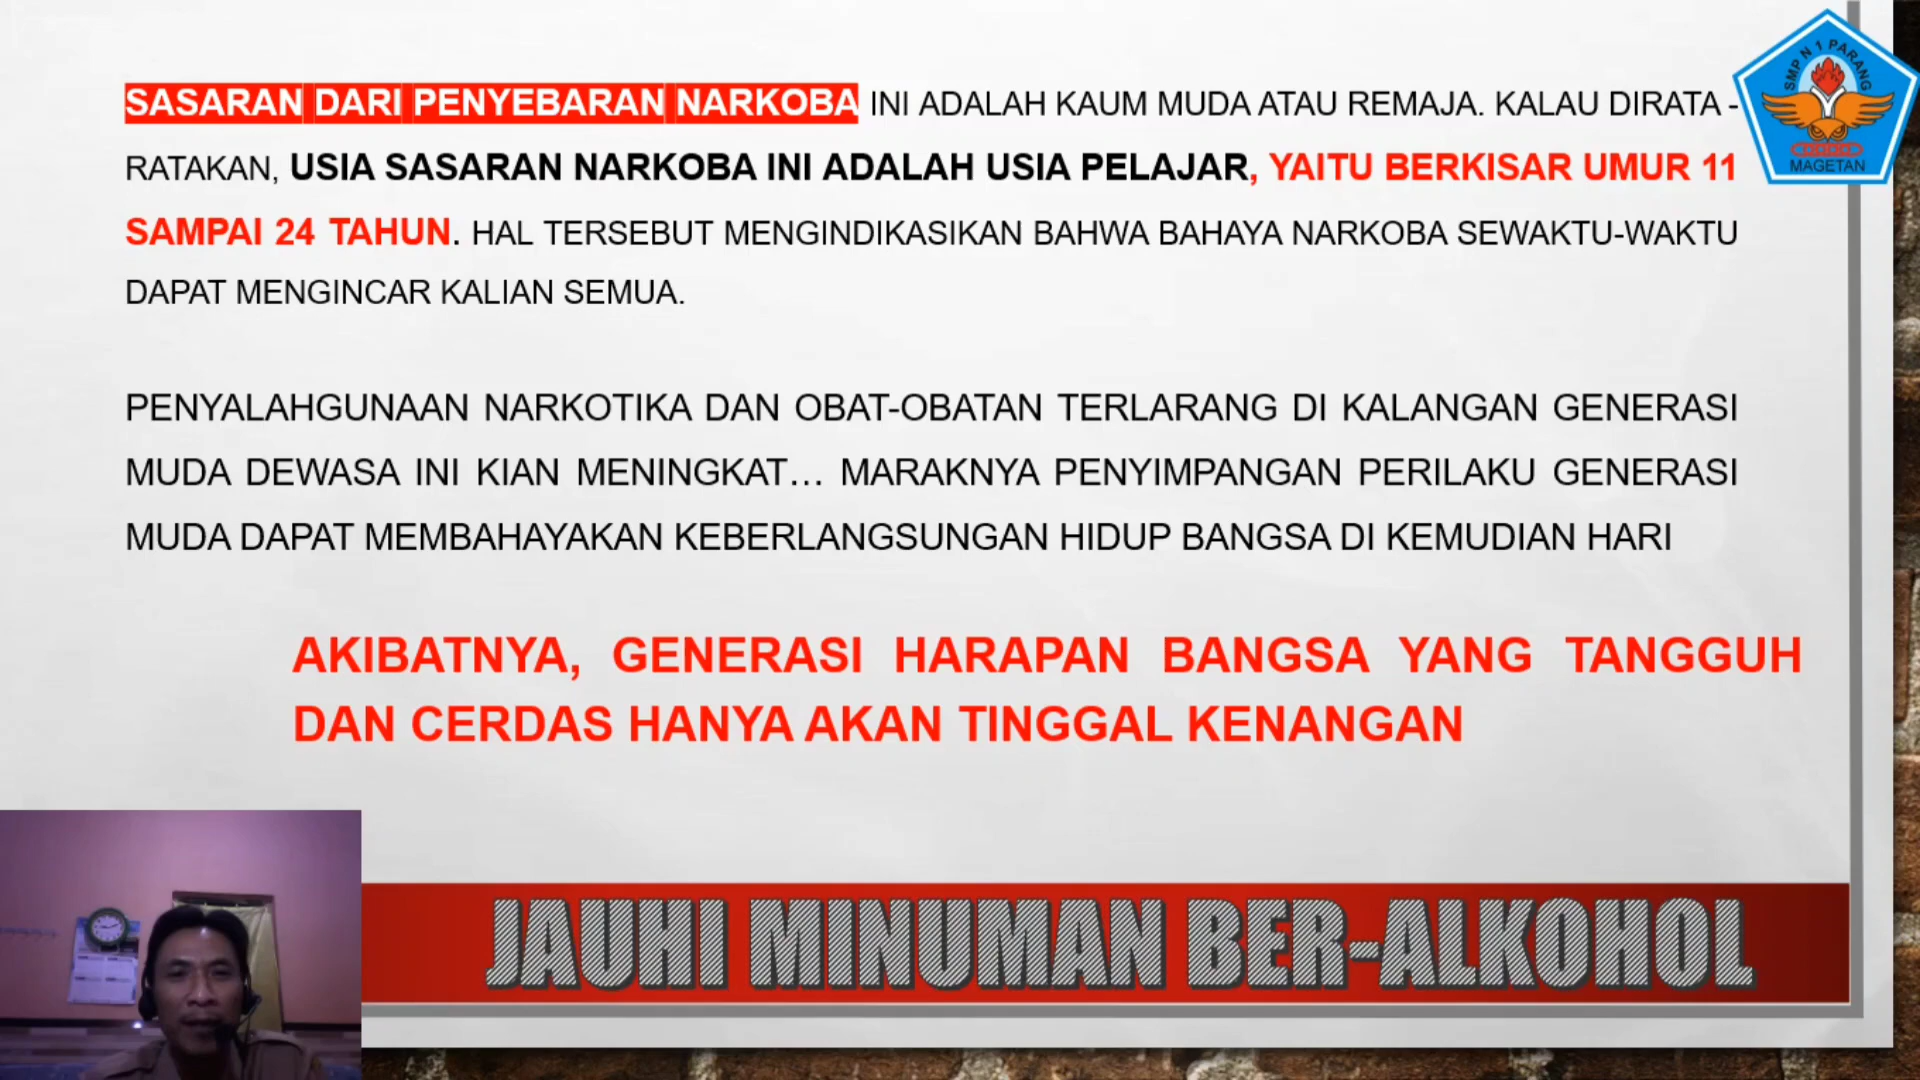 SASARAN DARI PENYEBARAN NARKOBA INI ADALAH KAUM MUDA ATAU REMAJA. KALAU DIRATA -
RATAKAN, USIA SASARAN NARKOBA INI ADALAH USIA PELAJAR, YAITU BERKISAR UMUR 11
SAMPAI 24 TAHUN. HAL TERSEBUT MENGINDIKASIKAN BAHWA BAHAYA NARKOBA SEWAKTU-WAKTU
DAPAT MENGINCAR KALIAN SEMUA.
PENYALAHGUNAAN NARKOTIKA DAN OBAT-OBATAN TERLARANG DI KALANGAN GENERASI
MUDA DEWASA INI KIAN MENINGKAT... MARAKNYA PENYIMPANGAN PERILAKU GENERASI
MUDA DAPAT MEMBAHAYAKAN KEBERLANGSUNGAN HIDUP BANGSA DI KEMUDIAN HARI
AKIBATNYA, GENERASI HARAPAN BANGSA YANG TANGGUH
DAN CERDAS HANYA AKAN TINGGAL KENANGAN
JAUHI MINUMAN BER-ALKOHOL
SMP N 1 PARANG
MAGETAN